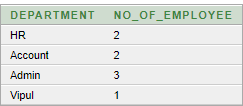 DEPARTMENT NO_OF_EMPLOYEE
HR 2
Account 2
Admin 3
Vipul 1